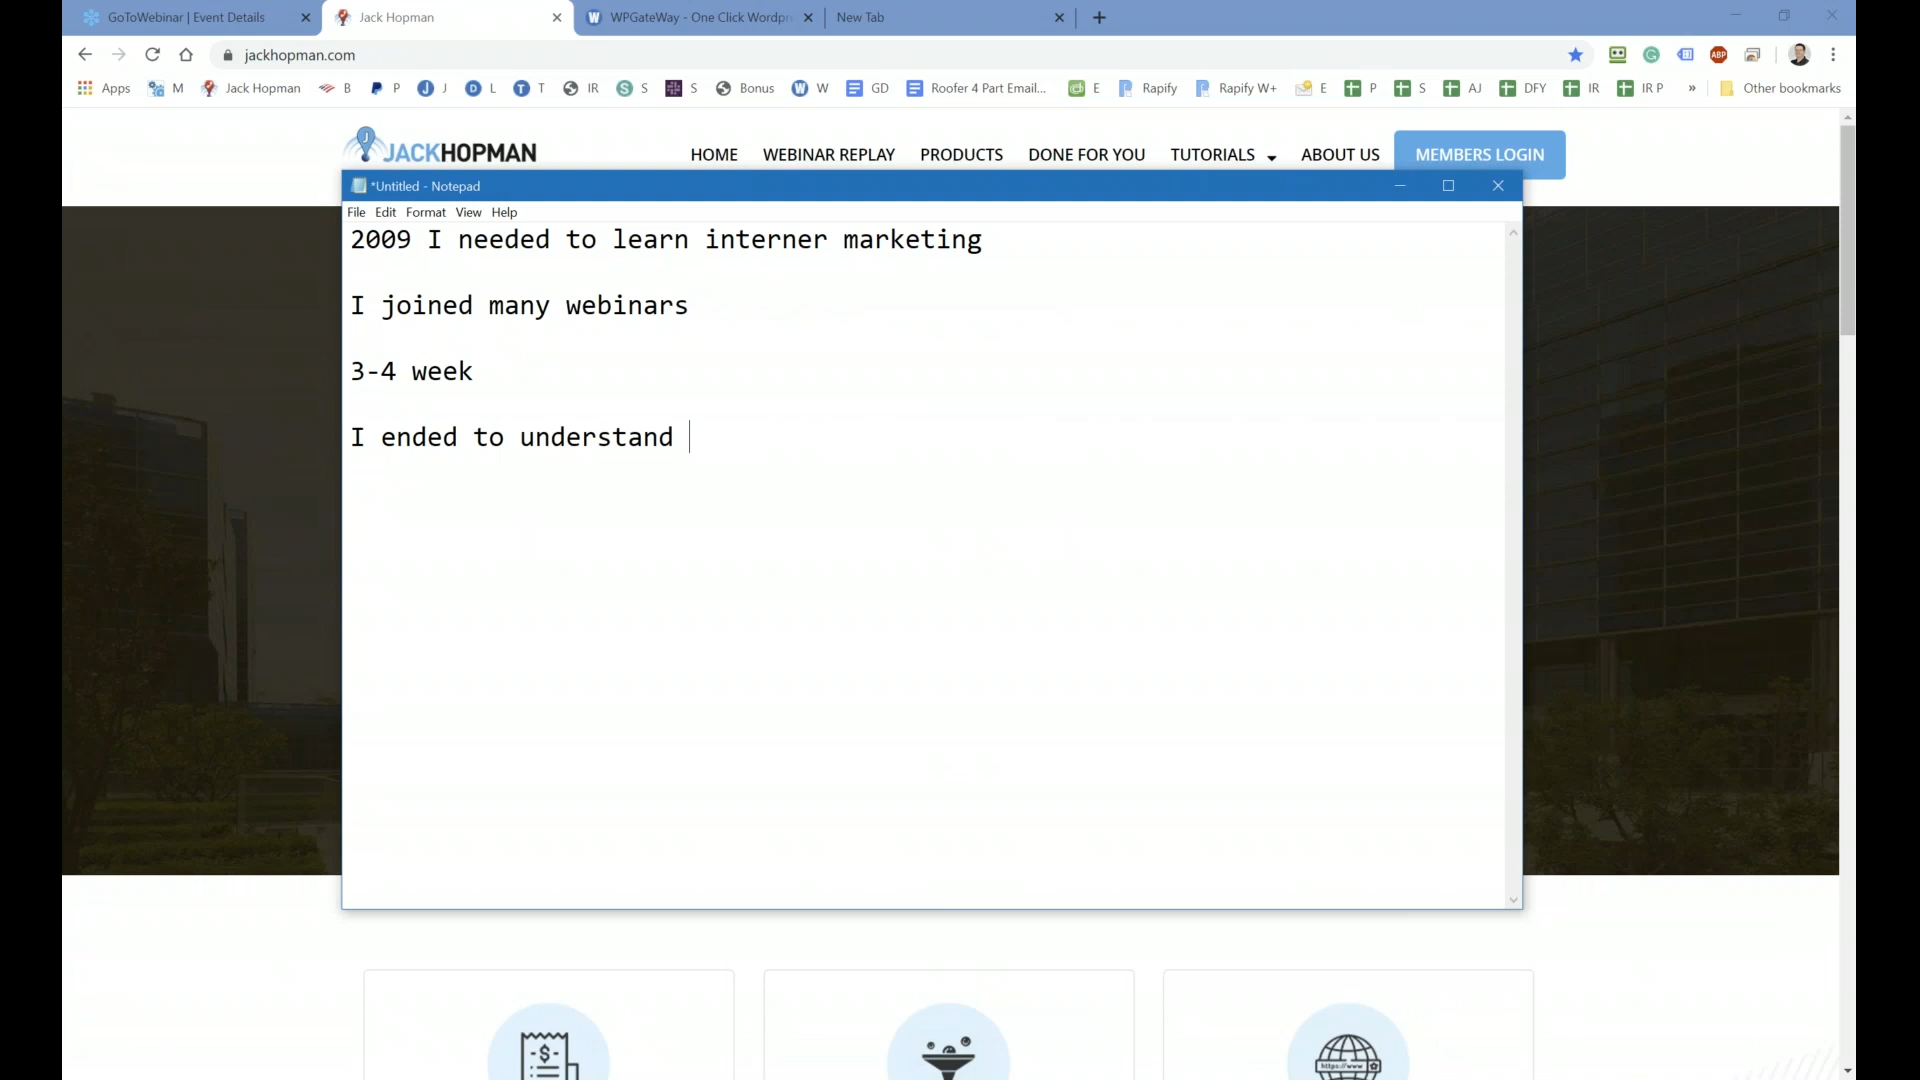 GoToWebinar | Event Details
Jack Hopman
WPGateWay - One Click Wordpr
New Tab
jackhopman.com
Apps M Jack Hopman B P J L T IR S S Bonus W GD Roofer 4 Part Email... E Rapify Rapify W+ E P S AJ DFY IR IR P » Other bookmarks
JACKHOPMAN
HOME WEBINAR REPLAY PRODUCTS DONE FOR YOU TUTORIALS ABOUT US MEMBERS LOGIN
*Untitled - Notepad
File Edit Format View Help
2009 I needed to learn interner marketing
I joined many webinars
3-4 week
I ended to understand
https://www